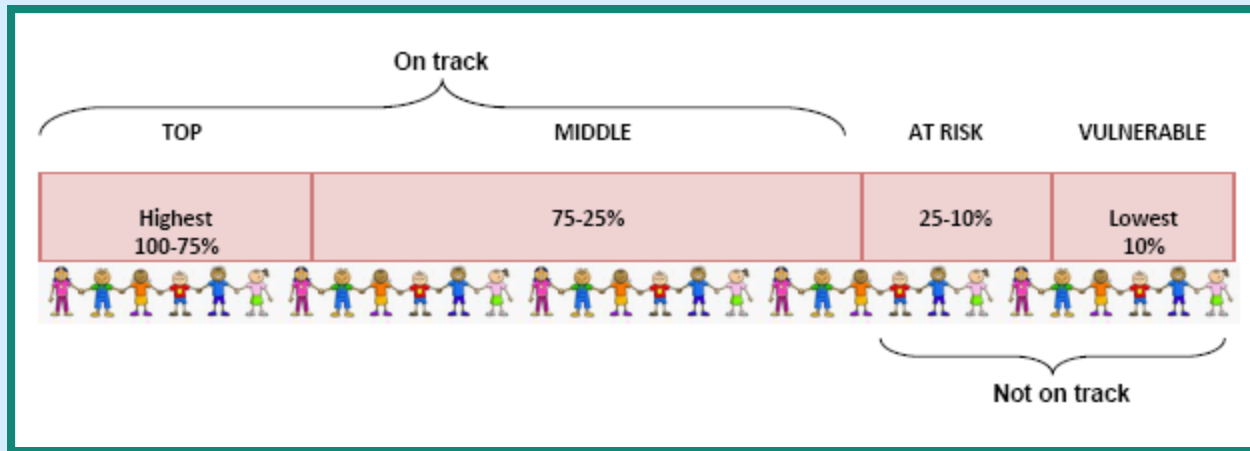 On track
TOP MIDDLE AT RISK VULNERABLE
Highest
100-75%
75-25%
25-10%
Lowest
10%
Not on track